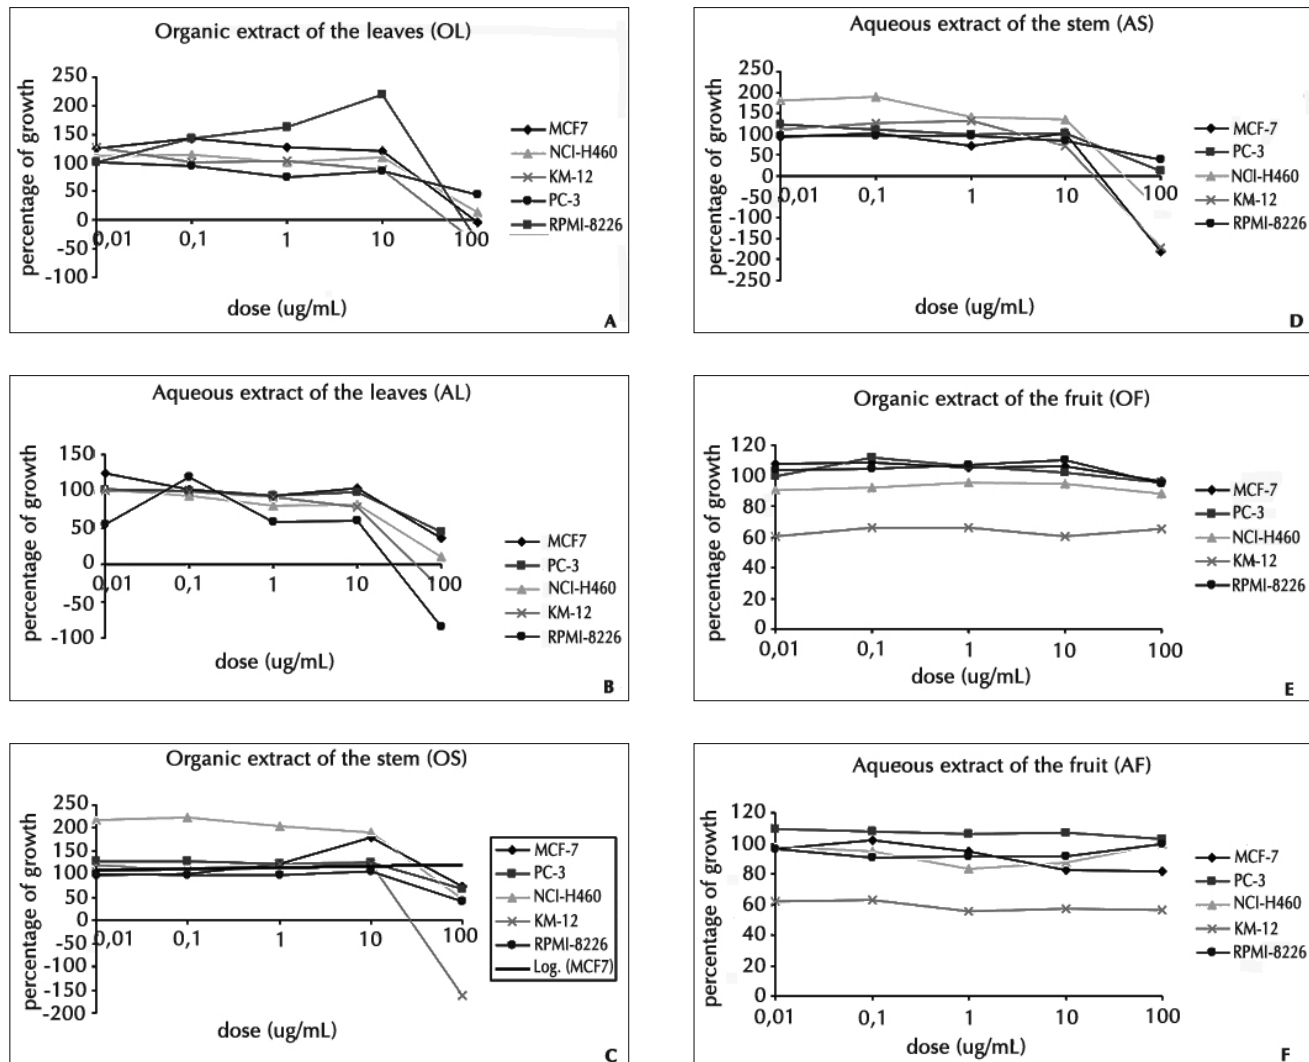 Organic extract of the leaves (OL)
percentage of growth
250
200
150
100
50
0
-50
-100
0,01
0,1
1
10
100
dose (ug/mL)
MCF7
NCI-H460
KM-12
PC-3
RPMI-8226
A
Aqueous extract of the leaves (AL)
percentage of growth
150
100
50
0
-50
-100
0,01
0,1
1
10
100
dose (ug/mL)
MCF7
PC-3
NCI-H460
KM-12
RPMI-8226
B
Organic extract of the stem (OS)
percentage of growth
250
200
150
100
50
0
-50
-100
-150
-200
0,01
0,1
1
10
100
dose (ug/mL)
MCF-7
PC-3
NCI-H460
KM-12
RPMI-8226
Log. (MCF7)
C
Aqueous extract of the stem (AS)
percentage of growth
250
200
150
100
50
0
-50
-100
-150
-200
-250
0,01
0,1
1
10
100
dose (ug/mL)
MCF-7
PC-3
NCI-H460
KM-12
RPMI-8226
D
Organic extract of the fruit (OF)
percentage of growth
120
100
80
60
40
20
0
0,01
0,1
1
10
100
dose (ug/mL)
MCF-7
PC-3
NCI-H460
KM-12
RPMI-8226
E
Aqueous extract of the fruit (AF)
percentage of growth
120
100
80
60
40
20
0
0,01
0,1
1
10
100
dose (ug/mL)
MCF-7
PC-3
NCI-H460
KM-12
RPMI-8226
F